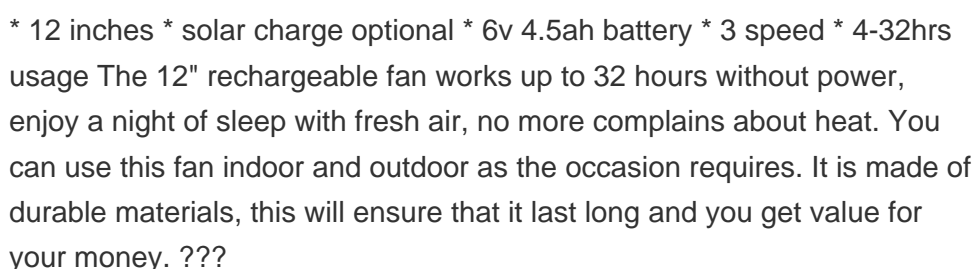 * 12 inches * solar charge optional * 6v 4.5ah battery * 3 speed * 4-32hrs
usage The 12" rechargeable fan works up to 32 hours without power,
enjoy a night of sleep with fresh air, no more complains about heat. You
can use this fan indoor and outdoor as the occasion requires. It is made of
durable materials, this will ensure that it last long and you get value for
your money. ???